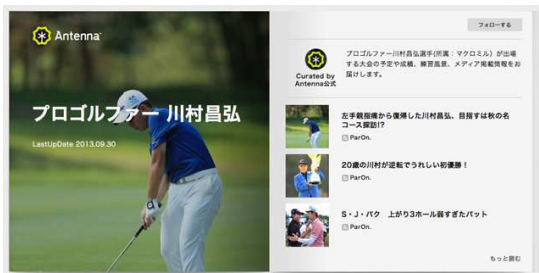 Antenna
プロゴルファー 川村昌弘
LastUpDate 2013.09.30
フォローする
Curated by
Antenna公式
プロゴルファー川村昌弘選手(所属：マクロミル）が出場
する大会の予定や成績、練習風景、メディア掲載情報をお
届けします。
左手親指痛から復帰した川村昌弘、目指すは秋の名
コース探訪!?
ParOn.
20歳の川村が逆転でうれしい初優勝！
ParOn.
S・J・パク　上がり3ホール弱すぎたパット
ParOn.
もっと読む